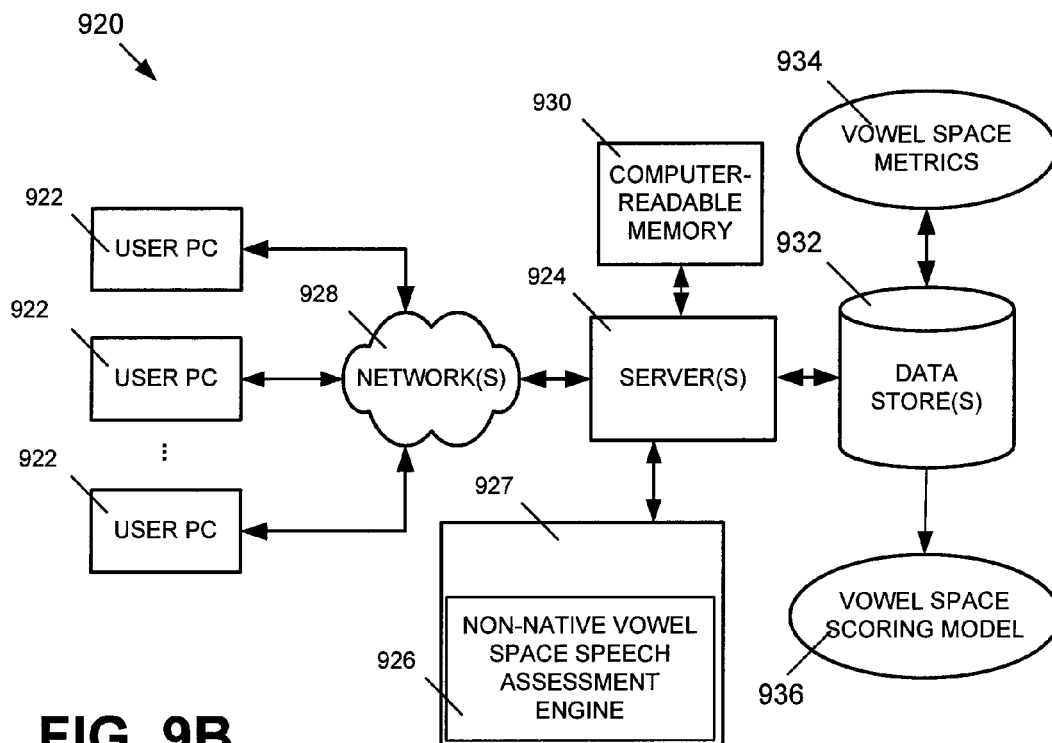 920
934
930
VOWEL SPACE
METRICS
COMPUTER-
READABLE
MEMORY
922
USER PC
932
924
928
922
USER PC
NETWORK(S)
SERVER(S)
DATA
STORE(S)
...
922
USER PC
927
NON-NATIVE VOWEL
SPACE SPEECH
ASSESSMENT
ENGINE
926
VOWEL SPACE
SCORING MODEL
936
FIG. 9B